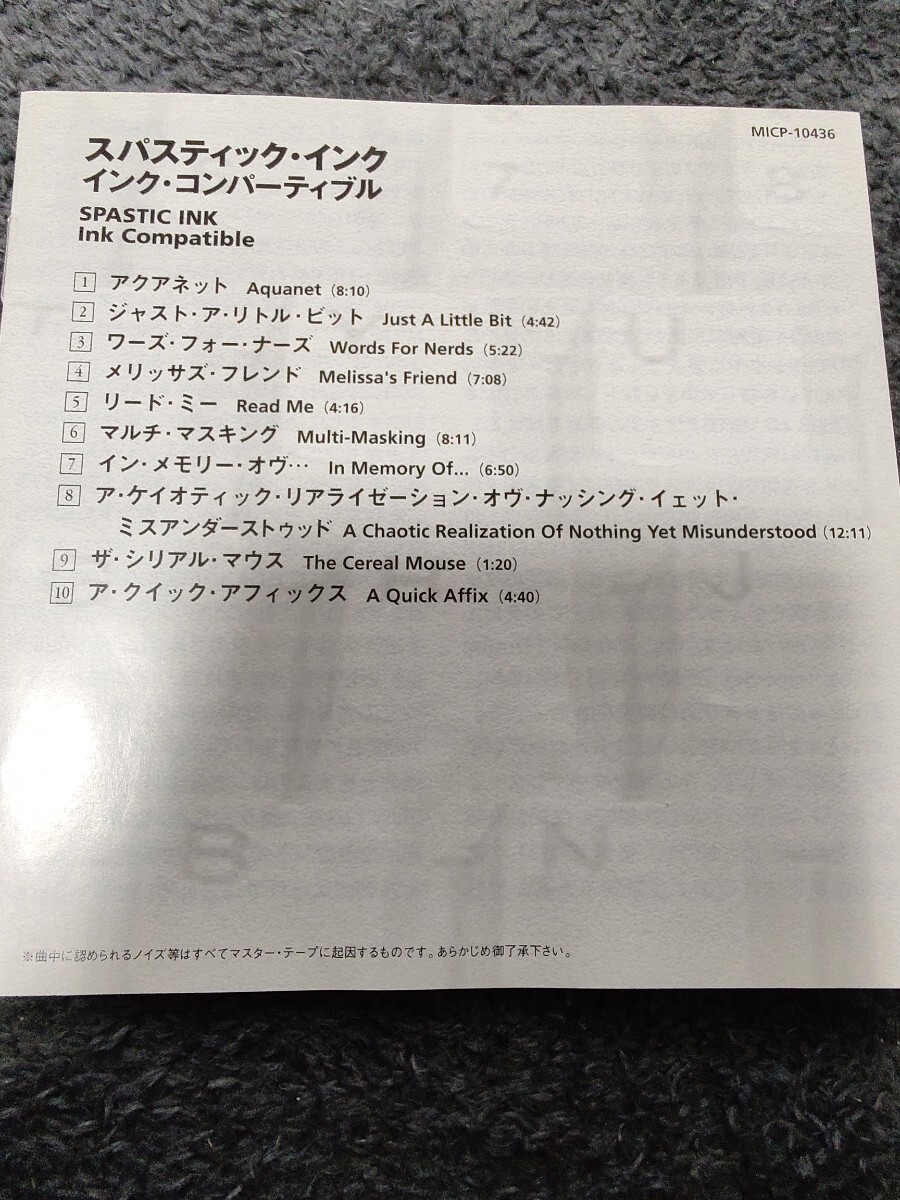 MICP-10436
スパスティック・インク
インク・コンパーティブル
SPASTIC INK
Ink Compatible
1 アクアネット Aquanet (8:10)
2 ジャスト・ア・リトル・ビット Just A Little Bit (4:42)
3 ワーズ・フォー・ナーズ Words For Nerds (5:22)
4 メリッサズ・フレンド Melissa's Friend (7:08)
5 リード・ミー Read Me (4:16)
6 マルチ・マスキング Multi-Masking (8:11)
7 イン・メモリー・オヴ… In Memory Of... (6:50)
8 ア・ケイオティック・リアライゼーション・オヴ・ナッシング・イェット・
ミスアンダーストゥッド A Chaotic Realization Of Nothing Yet Misunderstood (12:11)
9 ザ・シリアル・マウス The Cereal Mouse (1:20)
10 ア・クイック・アフィックス A Quick Affix (4:40)
※曲中に認められるノイズ等はすべてマスター・テープに起因するものです。あらかじめ御了承下さい。